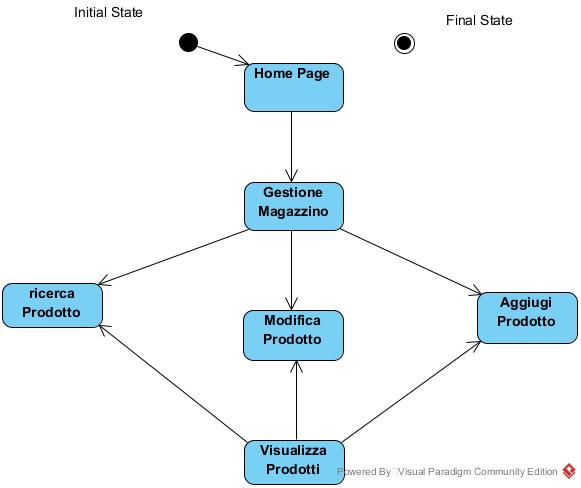 Initial State
Final State
Home Page
Gestione
Magazzino
ricerca
Prodotto
Modifica
Prodotto
Aggiugi
Prodotto
Visualizza
Prodotti
Powered By Visual Paradigm Community Edition